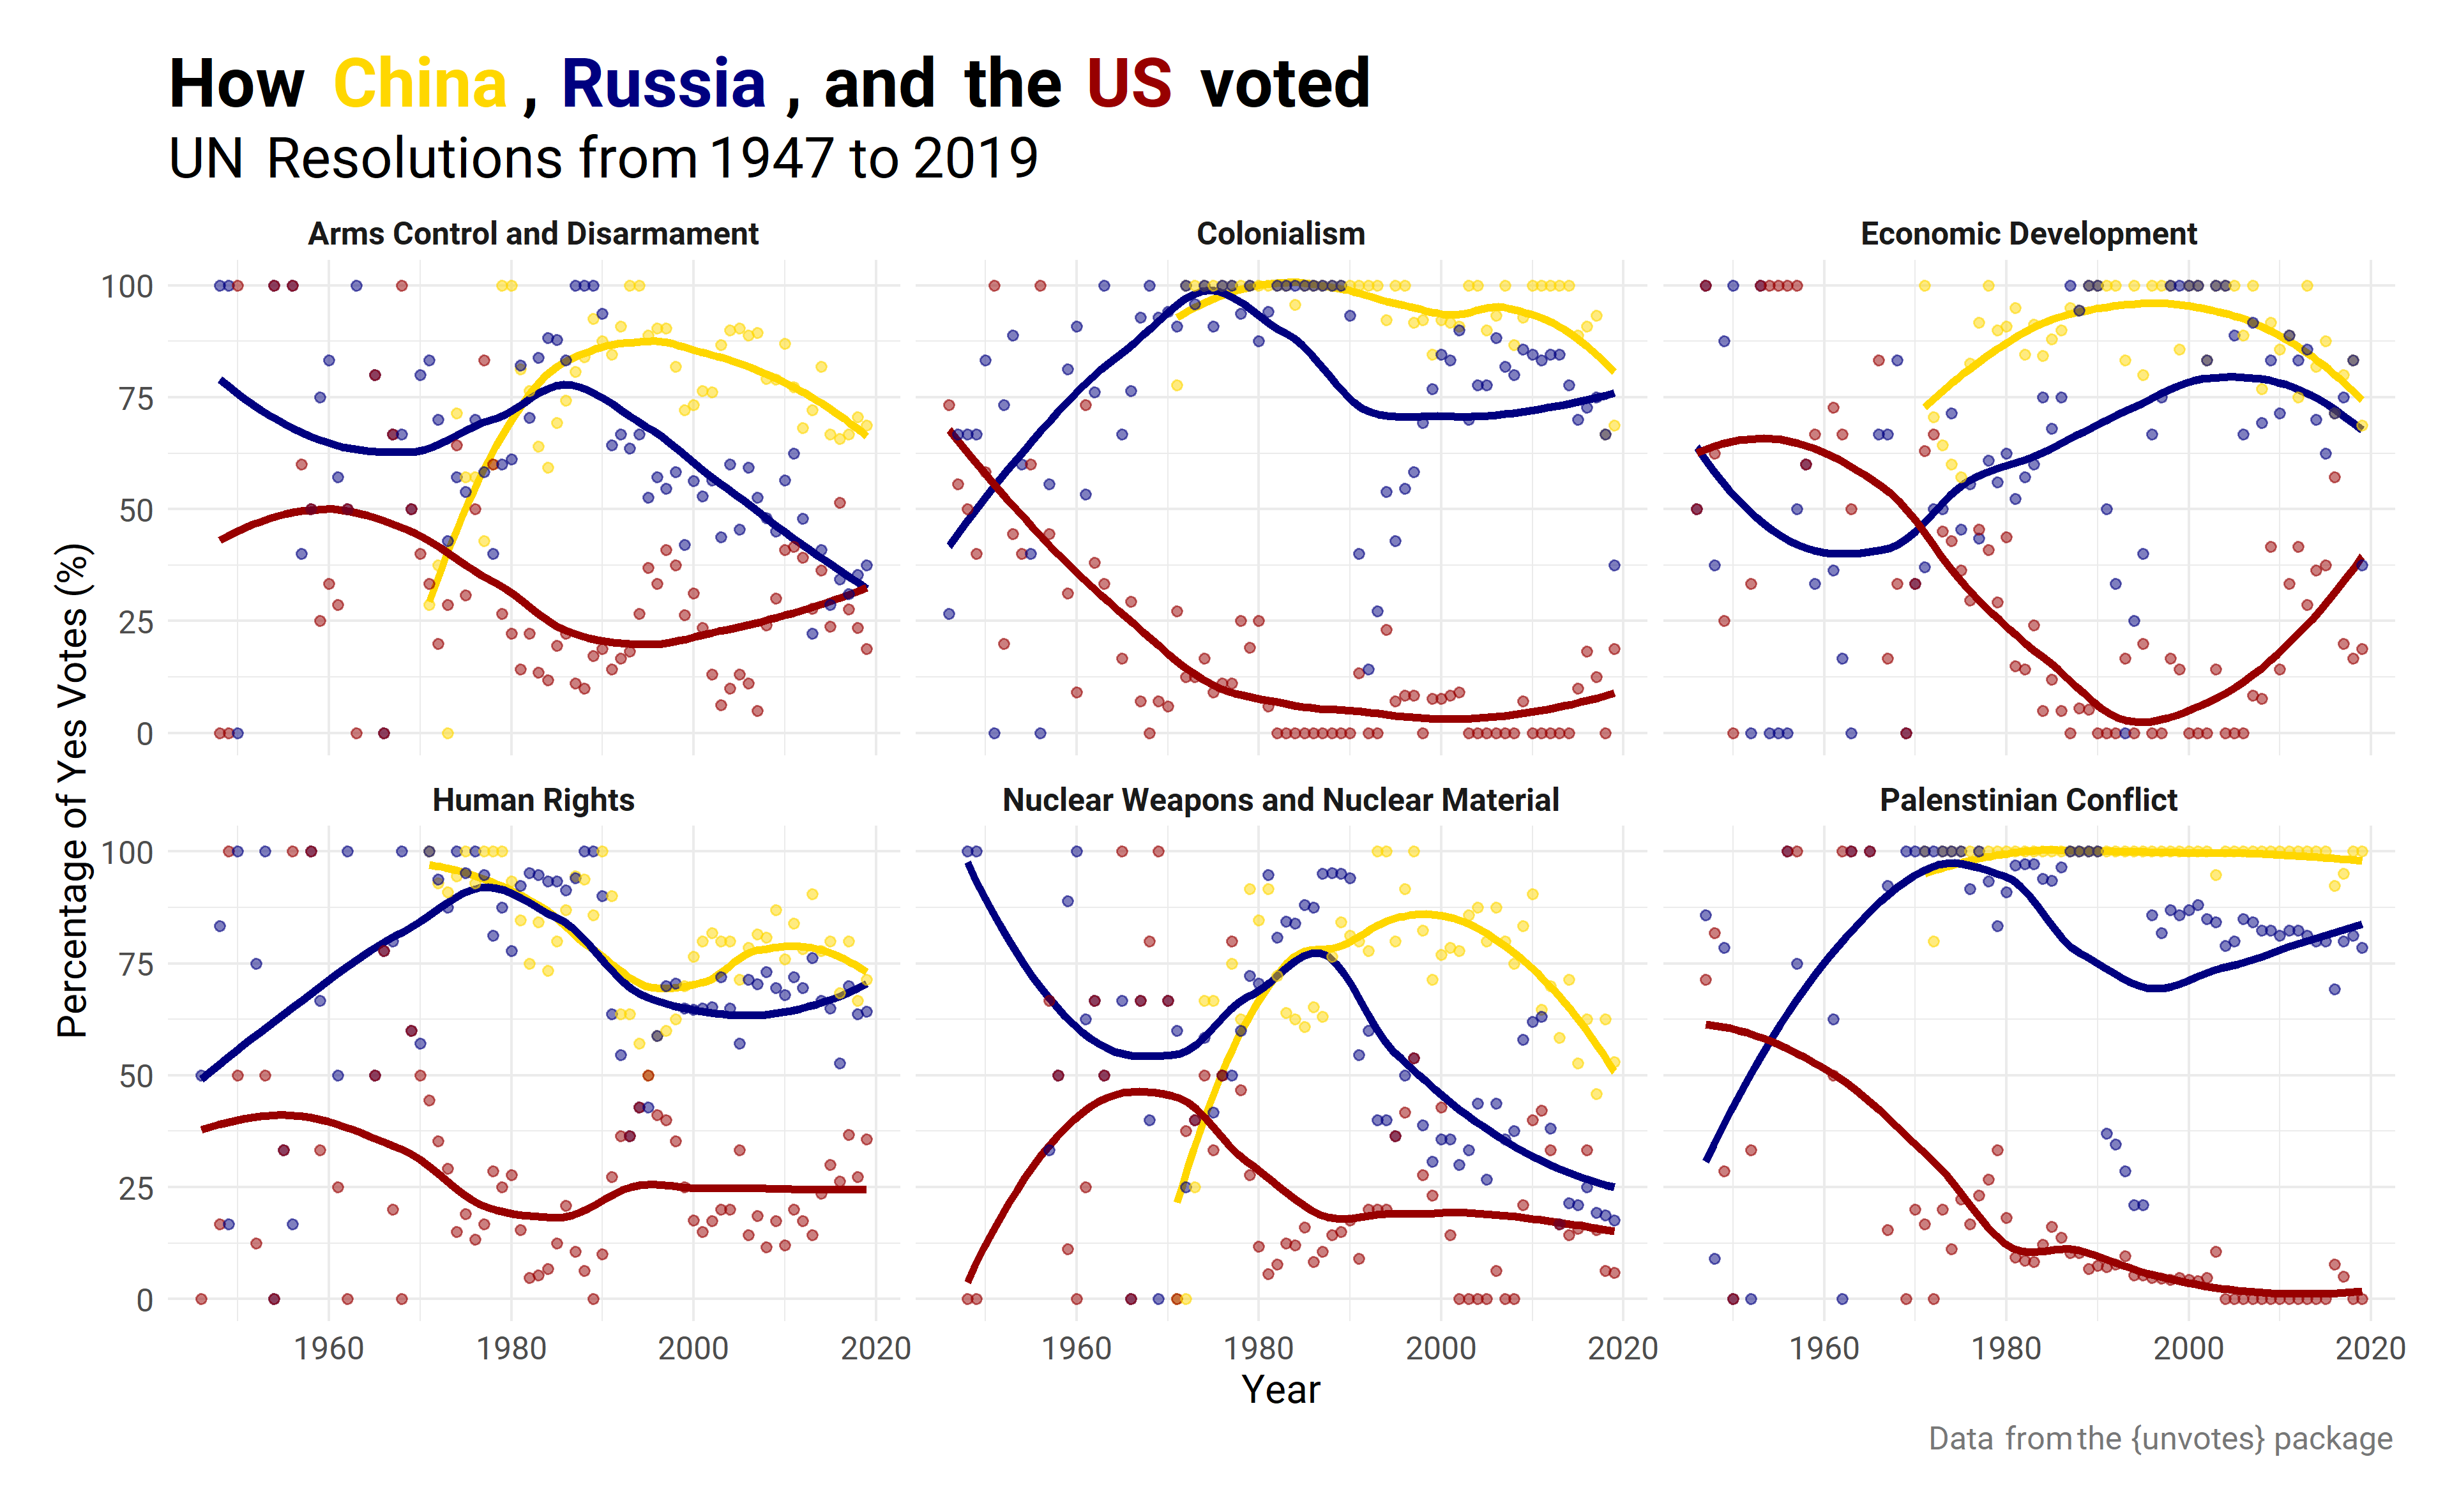 How China , Russia , and the US voted
UN Resolutions from 1947 to 2019
Arms Control and Disarmament
Colonialism
Economic Development
100
75
50
25
0
Human Rights
Nuclear Weapons and Nuclear Material
Palenstinian Conflict
100
75
50
25
0
Percentage of Yes Votes (%)
1960 1980 2000 2020
1960 1980 2000 2020
1960 1980 2000 2020
Year
Data from the {unvotes} package